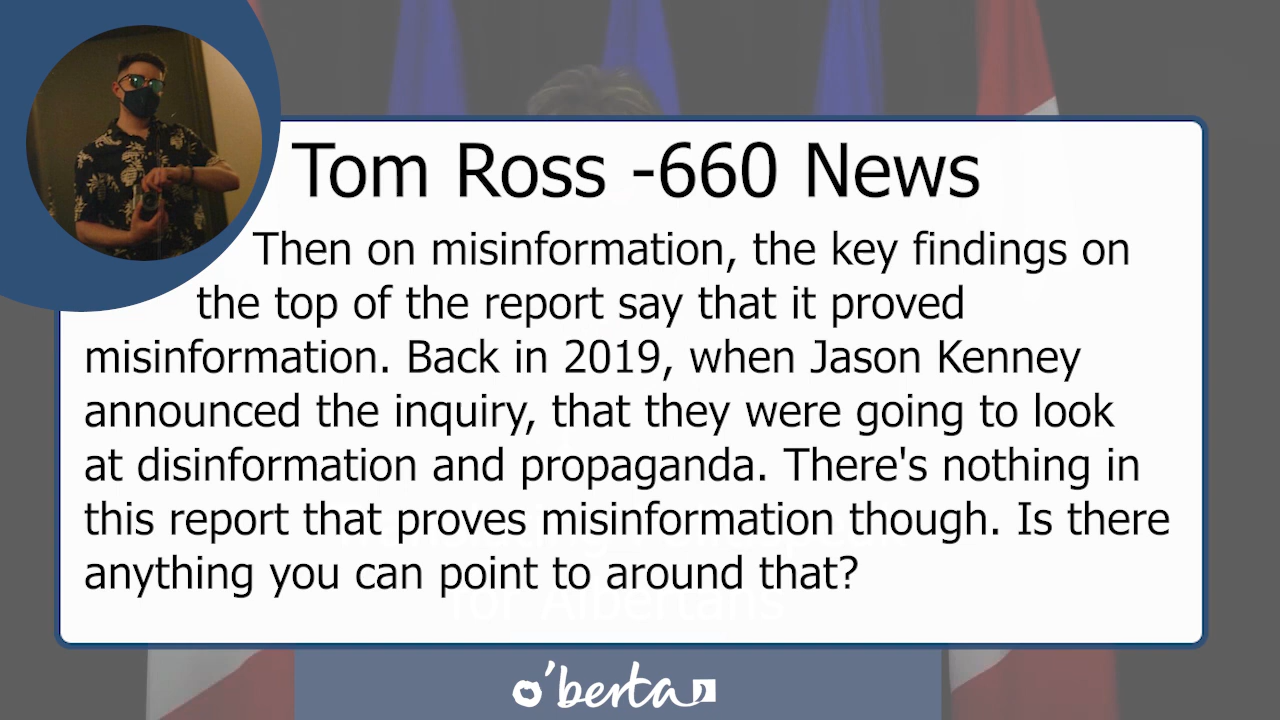 Tom Ross -660 News
Then on misinformation, the key findings on
the top of the report say that it proved
misinformation. Back in 2019, when Jason Kenney
announced the inquiry, that they were going to look
at disinformation and propaganda. There's nothing in
this report that proves misinformation though. Is there
anything you can point to around that?
for Albertans
o'berta